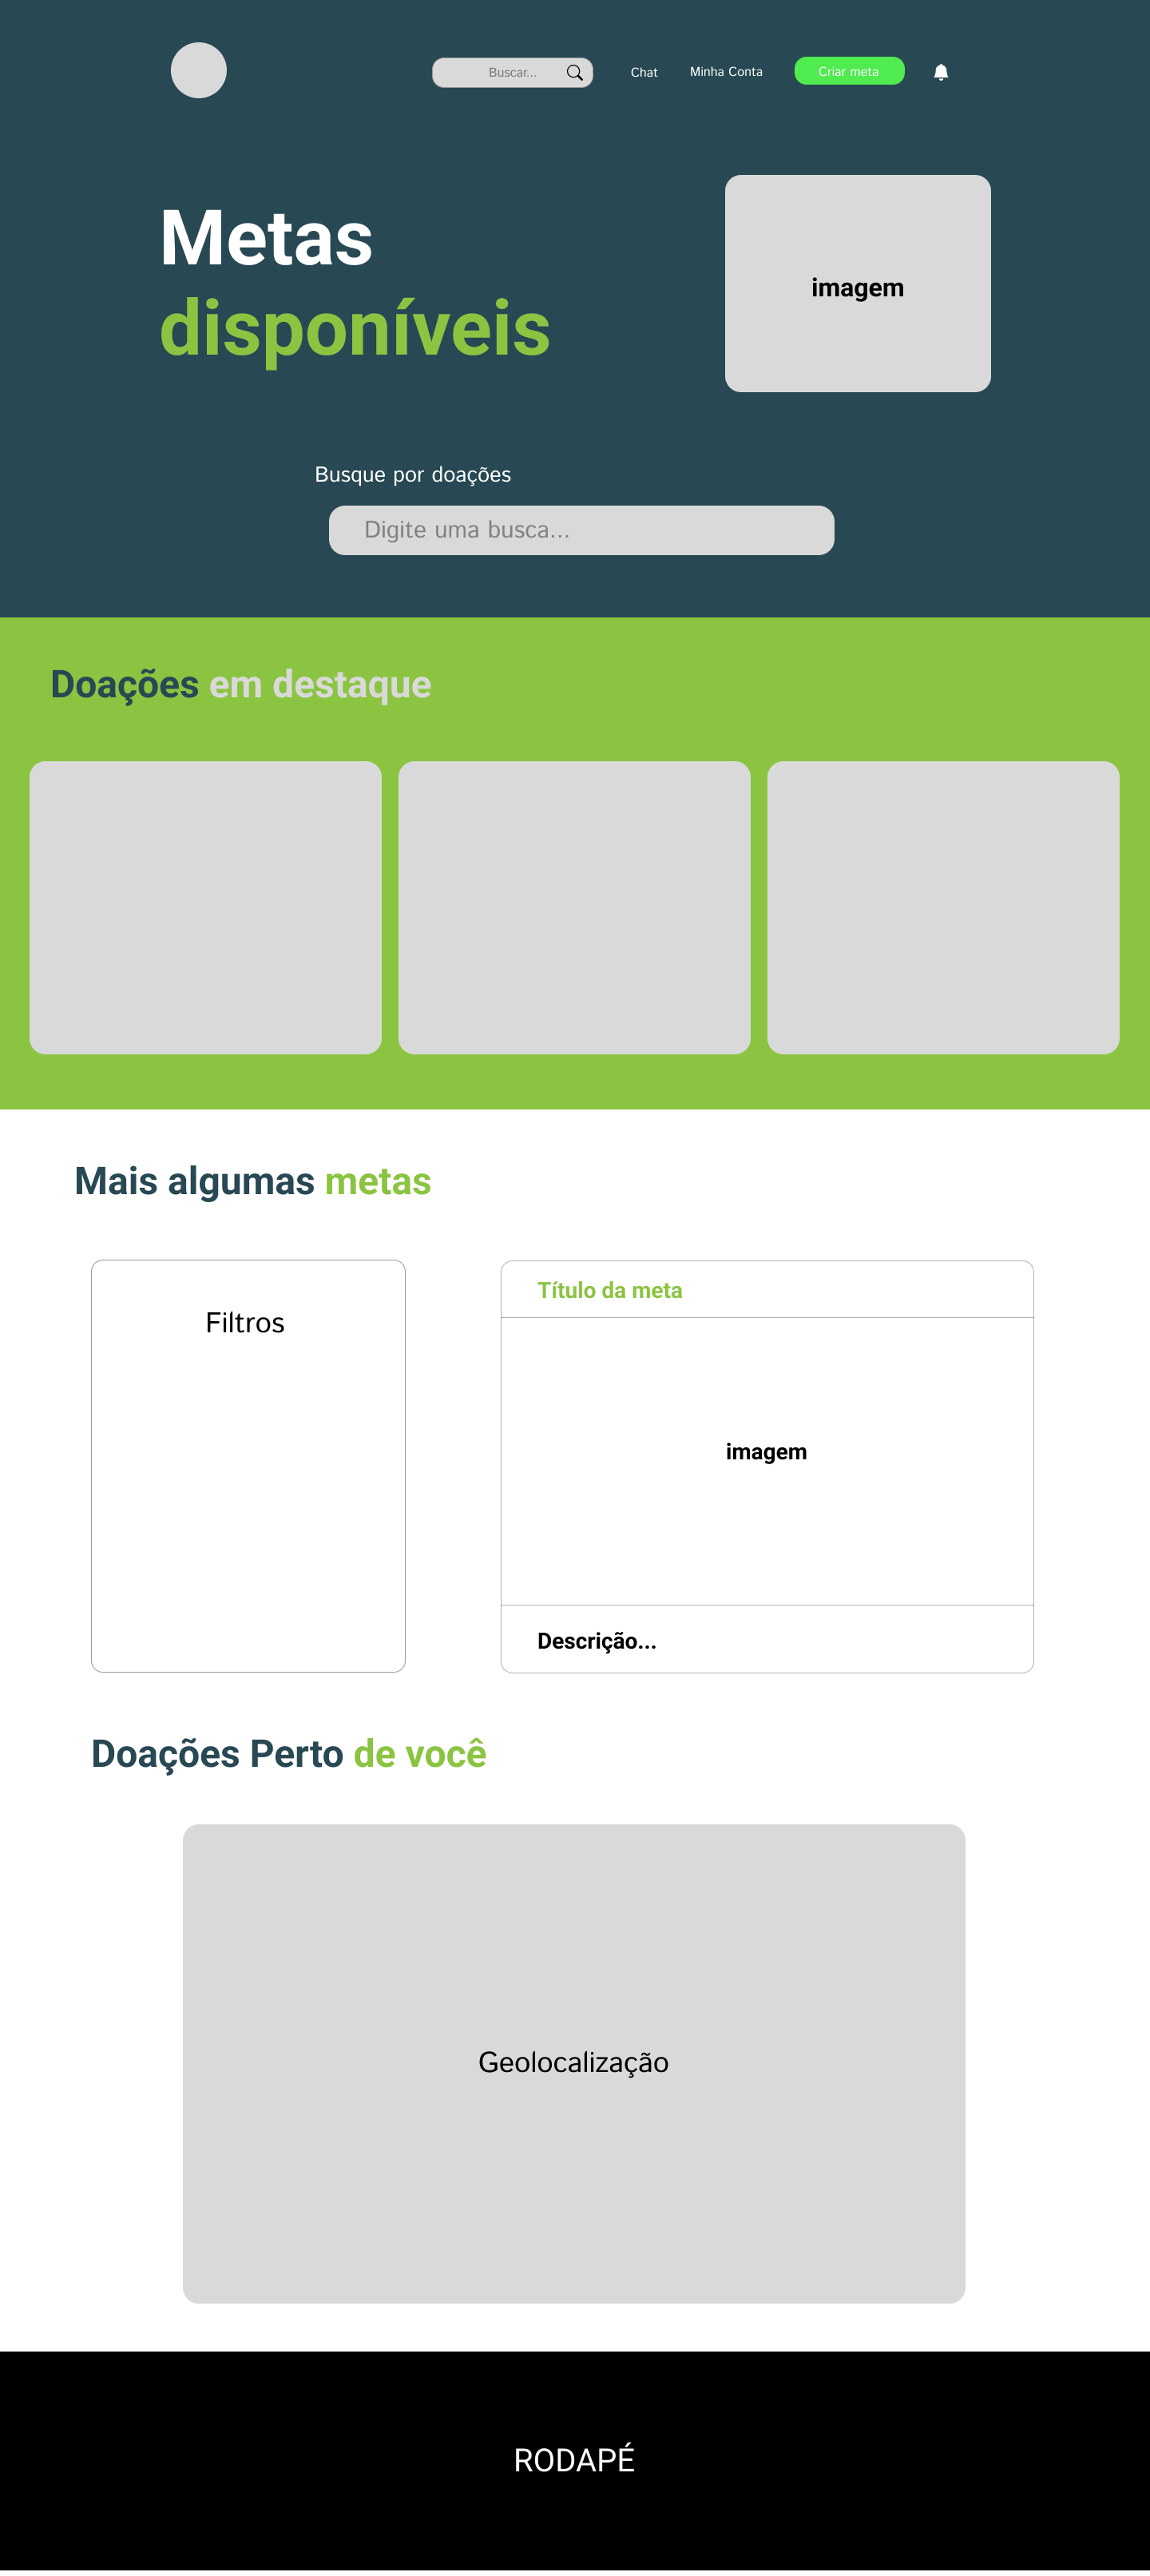 Buscar...
Chat
Minha Conta
Criar meta
Metas
disponíveis
imagem
Busque por doações
Digite uma busca...
Doações em destaque
Mais algumas metas
Filtros
Título da meta
imagem
Descrição...
Doações Perto de você
Geolocalização
RODAPÉ